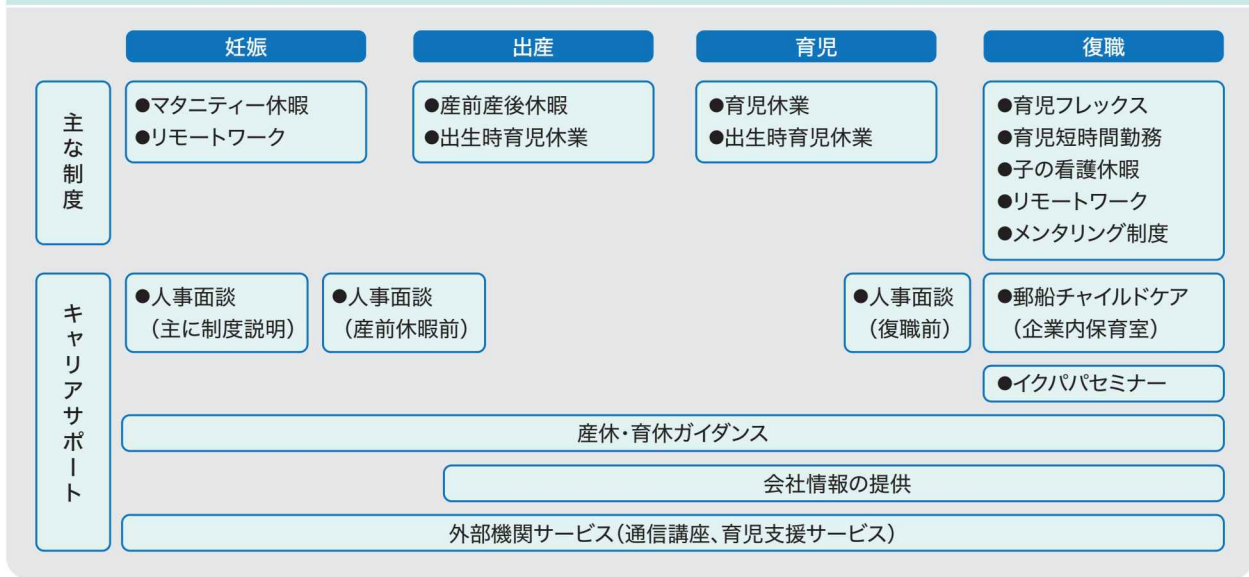 妊娠
出産
育児
復職
主な制度
●マタニティー休暇
●リモートワーク
●産前産後休暇
●出生時育児休業
●育児休業
●出生時育児休業
●育児フレックス
●育児短時間勤務
●子の看護休暇
●リモートワーク
●メンタリング制度
キャリアサポート
●人事面談
（主に制度説明）
●人事面談
（産前休暇前）
●人事面談
（復職前）
●郵船チャイルドケア
（企業内保育室）
●イクパパセミナー
産休・育休ガイダンス
会社情報の提供
外部機関サービス（通信講座、育児支援サービス）